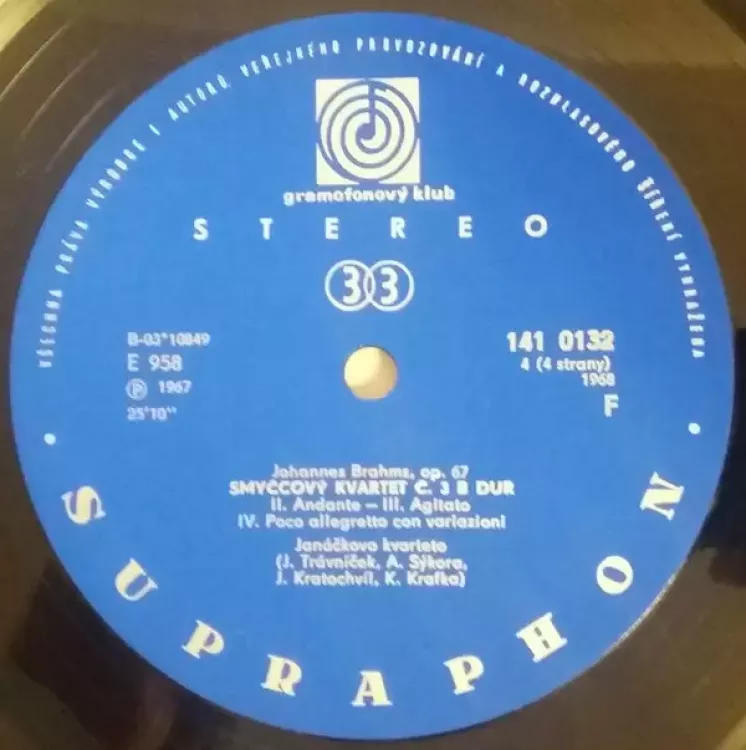 VŠECHNA PRÁVA VÝROBCE I AUTORŮ VEŘEJNÉHO PROVOZOVÁNÍ A ROZHLASOVÉHO ŠÍŘENÍ VYHRAŽENA
gramofonový klub
STEREO
33
B-03*10849
E 958
Ⓟ 1967
25'10"
141 0132
4 (4 strany)
1968
F
Johannes Brahms, op. 67
SMYČCOVÝ KVARTET Č. 3 B DUR
II. Andante – III. Agitato
IV. Poco allegretto con variazioni
Janáčkovo kvarteto
(J. Trávníček, A. Sýkora,
J. Kratochvíl, K. Krafka)
• SUPRAPHON •